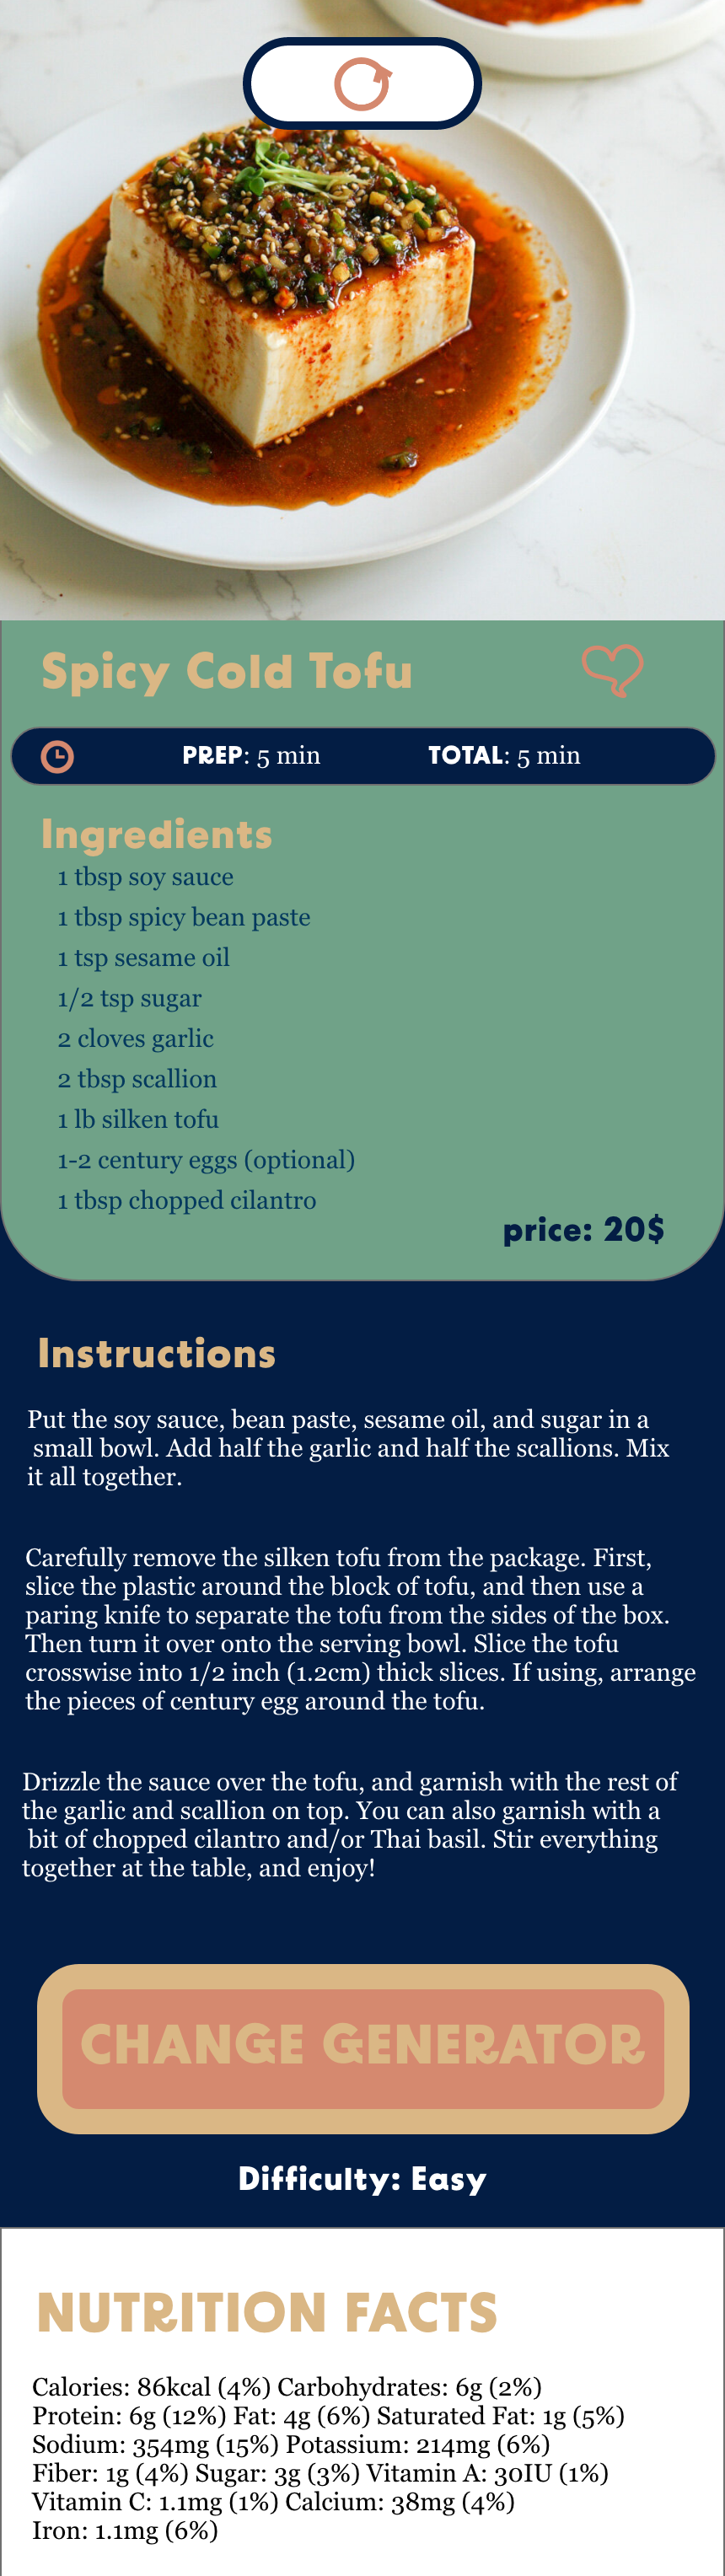 Spicy Cold Tofu
PREP: 5 min TOTAL: 5 min
Ingredients
1 tbsp soy sauce
1 tbsp spicy bean paste
1 tsp sesame oil
1/2 tsp sugar
2 cloves garlic
2 tbsp scallion
1 lb silken tofu
1-2 century eggs (optional)
1 tbsp chopped cilantro
price: 20$
Instructions
Put the soy sauce, bean paste, sesame oil, and sugar in a
small bowl. Add half the garlic and half the scallions. Mix
it all together.
Carefully remove the silken tofu from the package. First,
slice the plastic around the block of tofu, and then use a
paring knife to separate the tofu from the sides of the box.
Then turn it over onto the serving bowl. Slice the tofu
crosswise into 1/2 inch (1.2cm) thick slices. If using, arrange
the pieces of century egg around the tofu.
Drizzle the sauce over the tofu, and garnish with the rest of
the garlic and scallion on top. You can also garnish with a
bit of chopped cilantro and/or Thai basil. Stir everything
together at the table, and enjoy!
CHANGE GENERATOR
Difficulty: Easy
NUTRITION FACTS
Calories: 86kcal (4%) Carbohydrates: 6g (2%)
Protein: 6g (12%) Fat: 4g (6%) Saturated Fat: 1g (5%)
Sodium: 354mg (15%) Potassium: 214mg (6%)
Fiber: 1g (4%) Sugar: 3g (3%) Vitamin A: 30IU (1%)
Vitamin C: 1.1mg (1%) Calcium: 38mg (4%)
Iron: 1.1mg (6%)